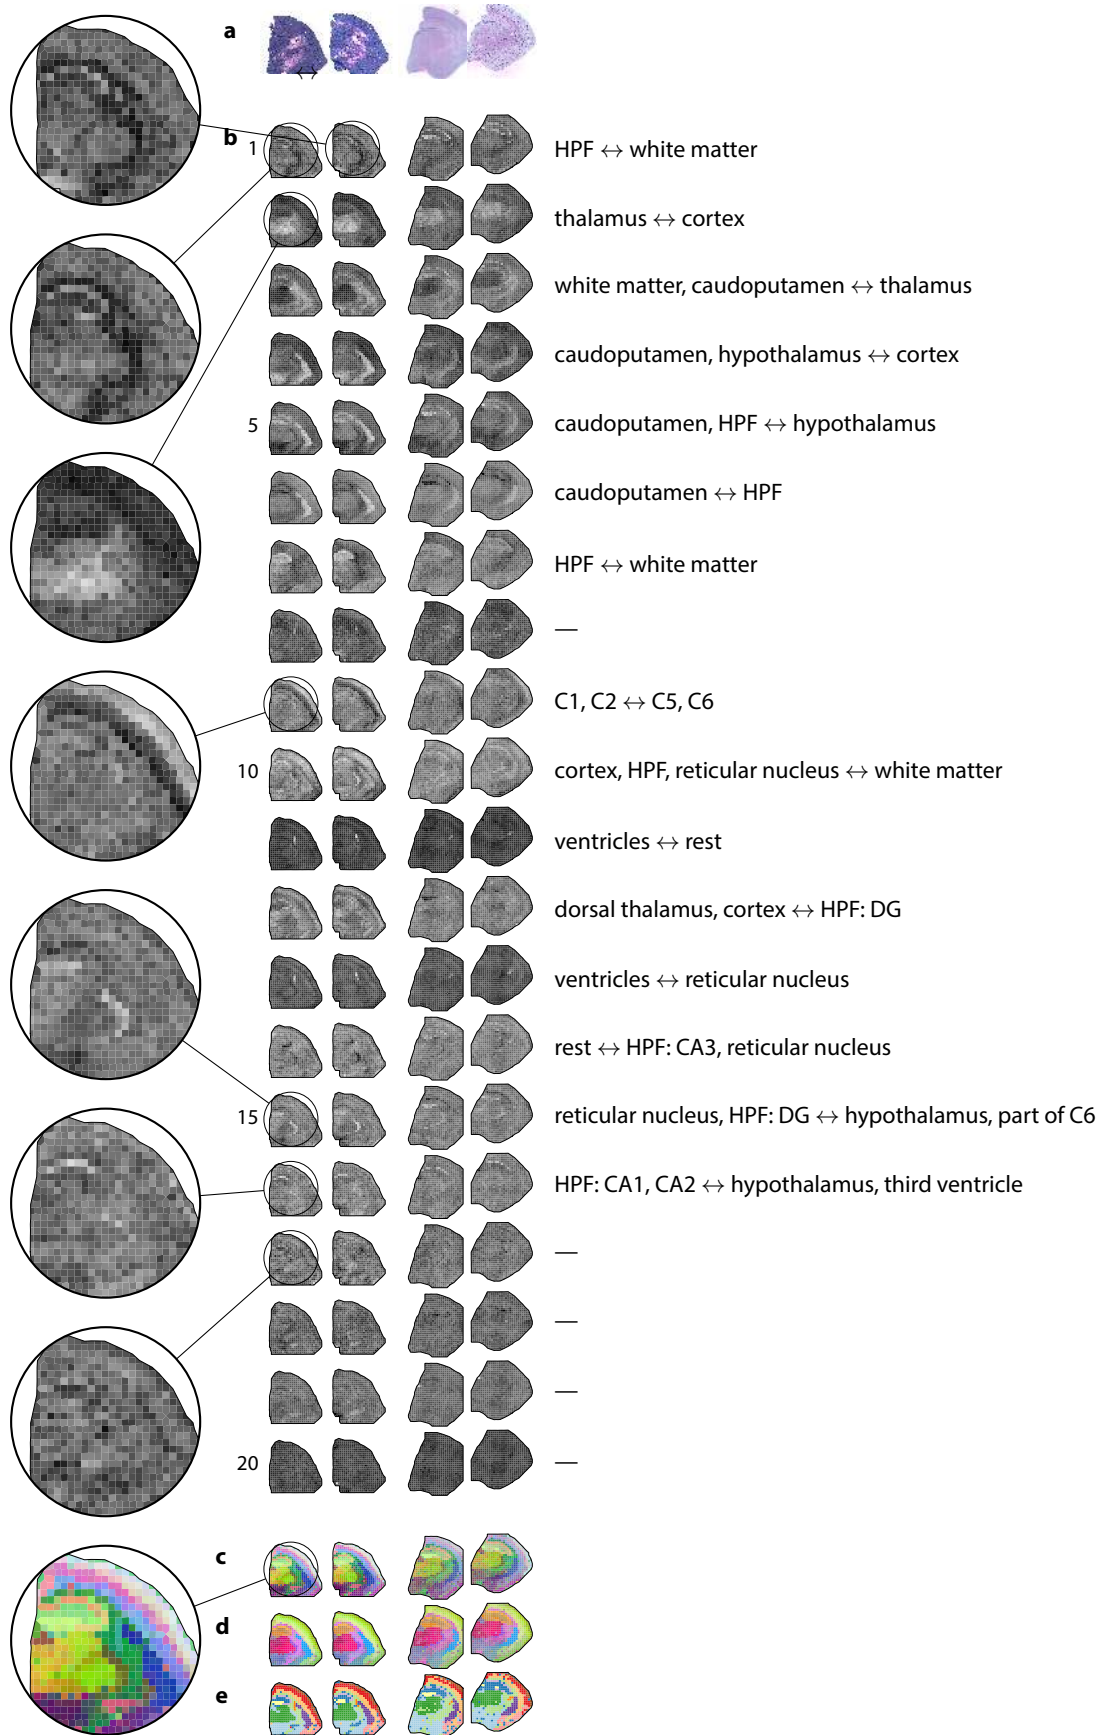 a
b
1 HPF ↔ white matter
thalamus ↔ cortex
white matter, caudoputamen ↔ thalamus
caudoputamen, hypothalamus ↔ cortex
5 caudoputamen, HPF ↔ hypothalamus
caudoputamen ↔ HPF
HPF ↔ white matter
—
C1, C2 ↔ C5, C6
10 cortex, HPF, reticular nucleus ↔ white matter
ventricles ↔ rest
dorsal thalamus, cortex ↔ HPF: DG
ventricles ↔ reticular nucleus
rest ↔ HPF: CA3, reticular nucleus
15 reticular nucleus, HPF: DG ↔ hypothalamus, part of C6
HPF: CA1, CA2 ↔ hypothalamus, third ventricle
—
—
—
20 —
c
d
e